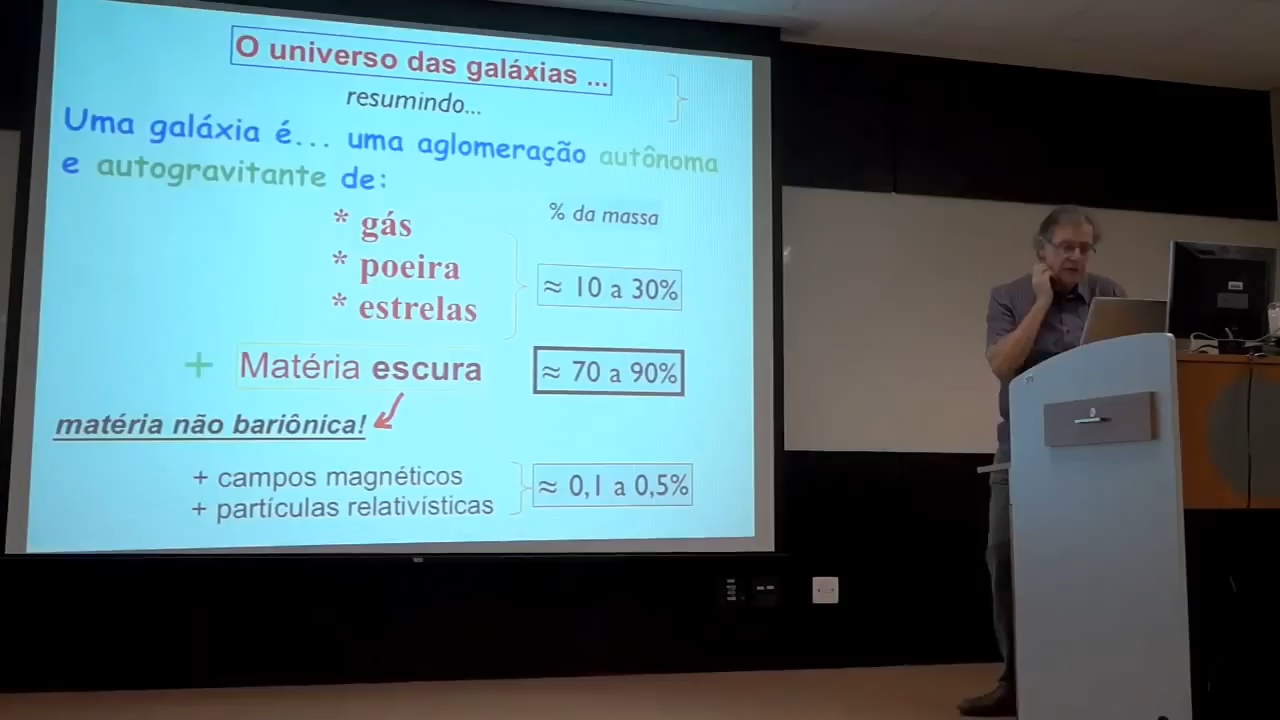 O universo das galáxias ...
resumindo...
Uma galáxia é... uma aglomeração autônoma
e autogravitante de:
% da massa
* gás
* poeira
* estrelas
≈ 10 a 30%
+ Matéria escura
≈ 70 a 90%
matéria não bariônica!
+ campos magnéticos
+ partículas relativísticas
≈ 0,1 a 0,5%